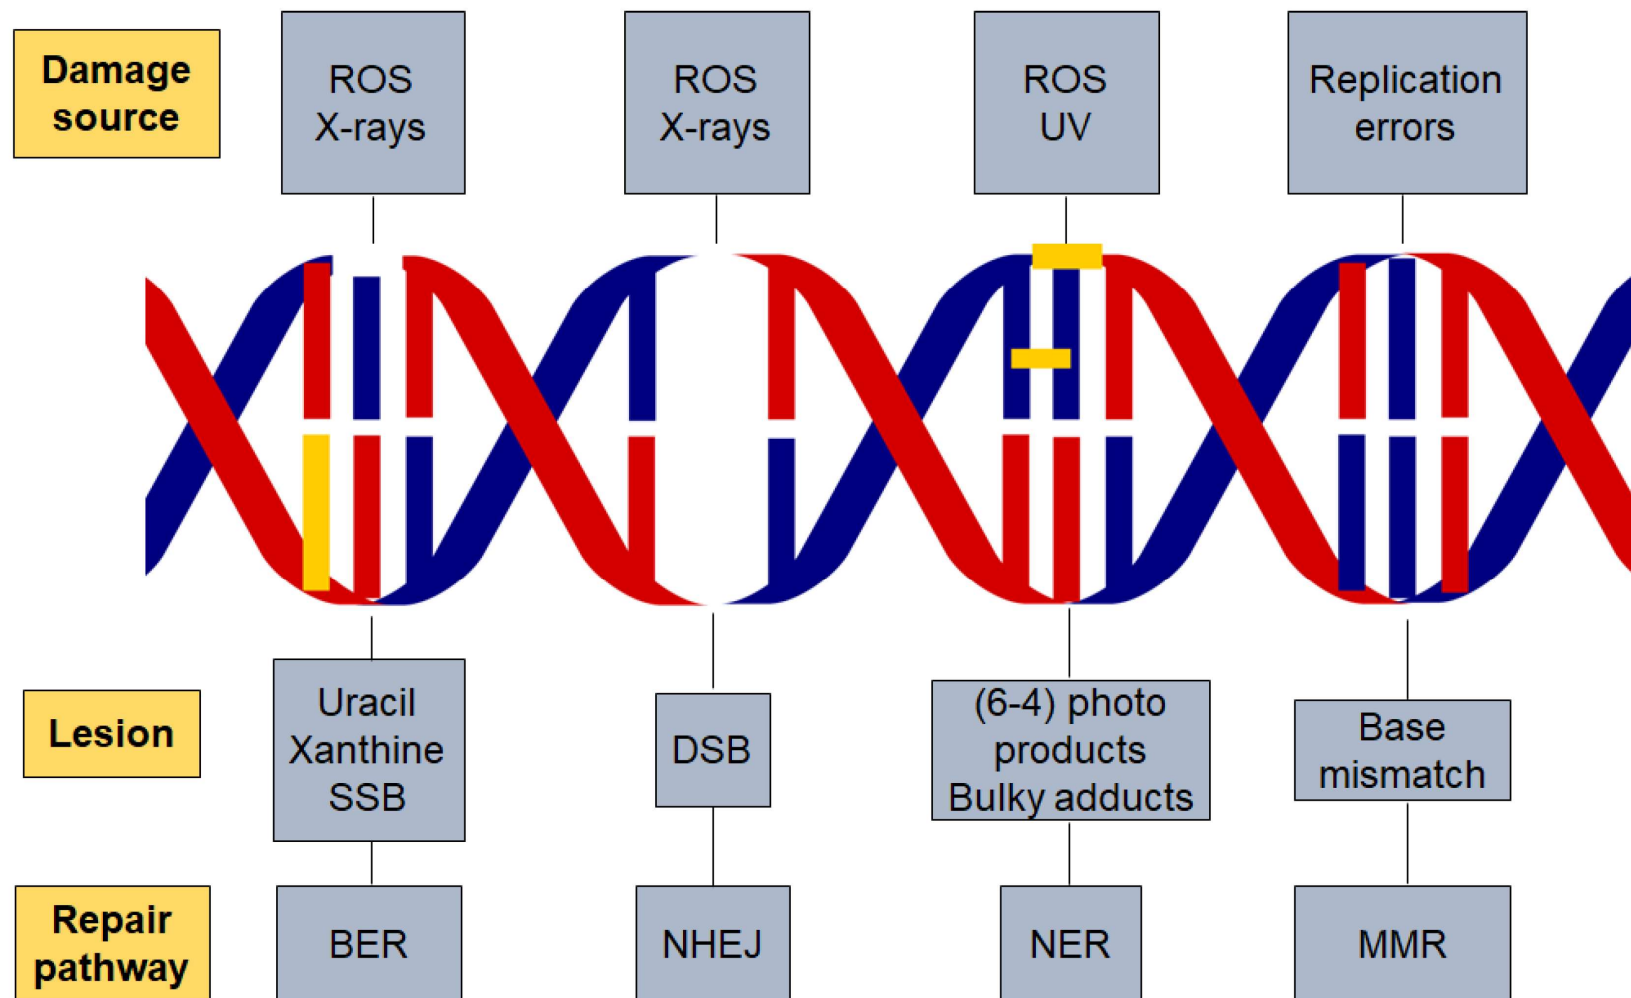 Damage
source
ROS
X-rays
ROS
X-rays
ROS
UV
Replication
errors
Lesion
Uracil
Xanthine
SSB
DSB
(6-4) photo
products
Bulky adducts
Base
mismatch
Repair
pathway
BER
NHEJ
NER
MMR